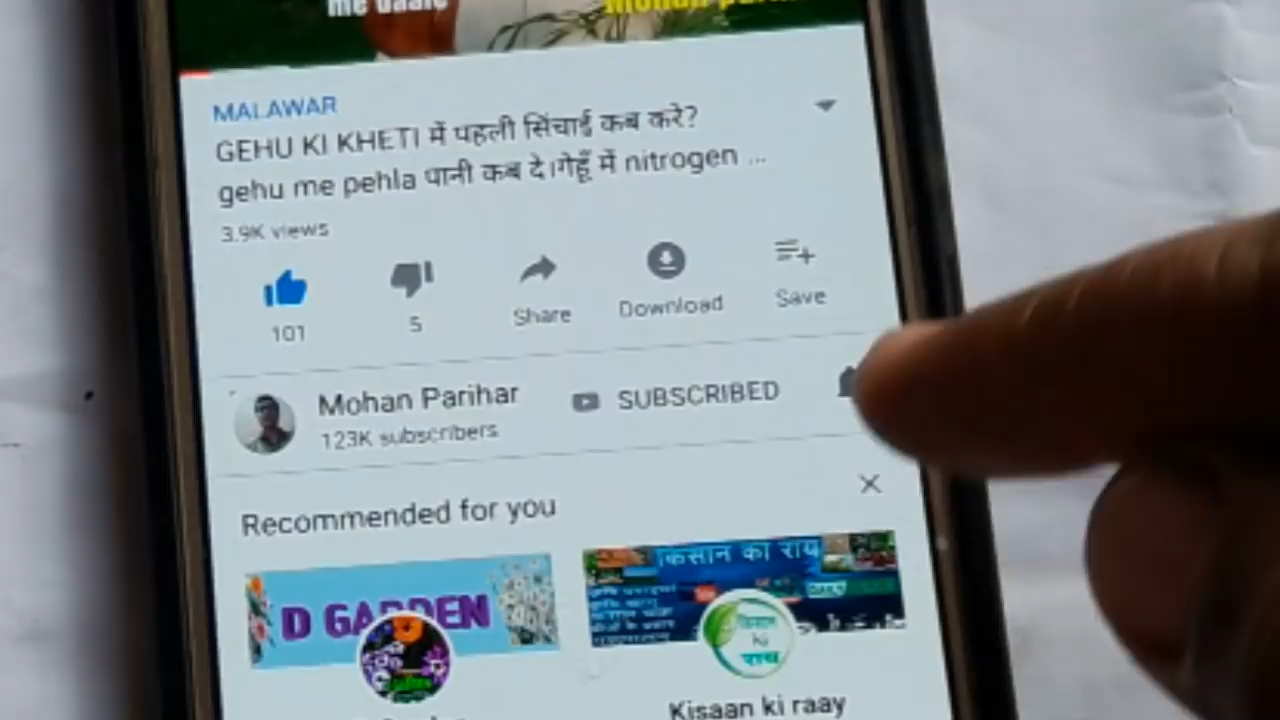 MALAWAR
GEHU KI KHETI में पहली सिंचाई कब करे?
gehu me pehla पानी कब दे।गेहूँ में nitrogen ...
3.9K views
101
5
Share
Download
Save
Mohan Parihar
SUBSCRIBED
123K subscribers
Recommended for you
D GARDEN
किसान की राय
ki
राय
Kisaan ki raay